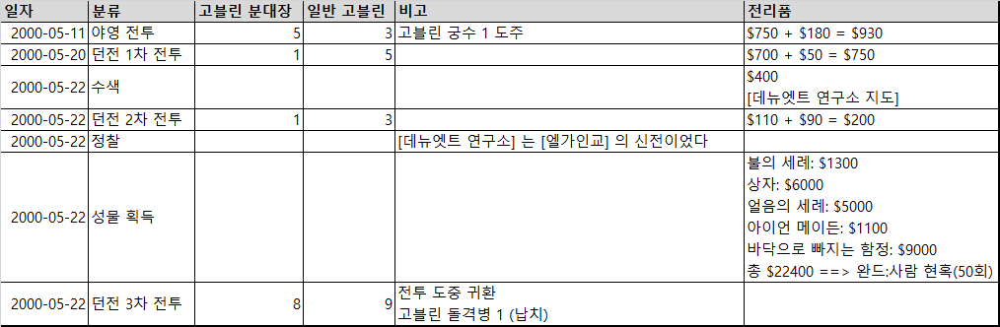 일자 분류 고블린 분대장 일반 고블린 비고 전리품
2000-05-11 야영 전투 5 3 고블린 궁수 1 도주 $750 + $180 = $930
2000-05-20 던전 1차 전투 1 5 $700 + $50 = $750
2000-05-22 수색 $400
[데뉴엣트 연구소 지도]
2000-05-22 던전 2차 전투 1 3 $110 + $90 = $200
2000-05-22 정찰 [데뉴엣트 연구소] 는 [엘가인교] 의 신전이었다
2000-05-22 성물 획득 불의 세례: $1300
상자: $6000
얼음의 세례: $5000
아이언 메이든: $1100
바닥으로 빠지는 함정: $9000
총 $22400 ==> 완드:사람 현혹(50회)
2000-05-22 던전 3차 전투 8 9 전투 도중 귀환
고블린 돌격병 1 (납치)